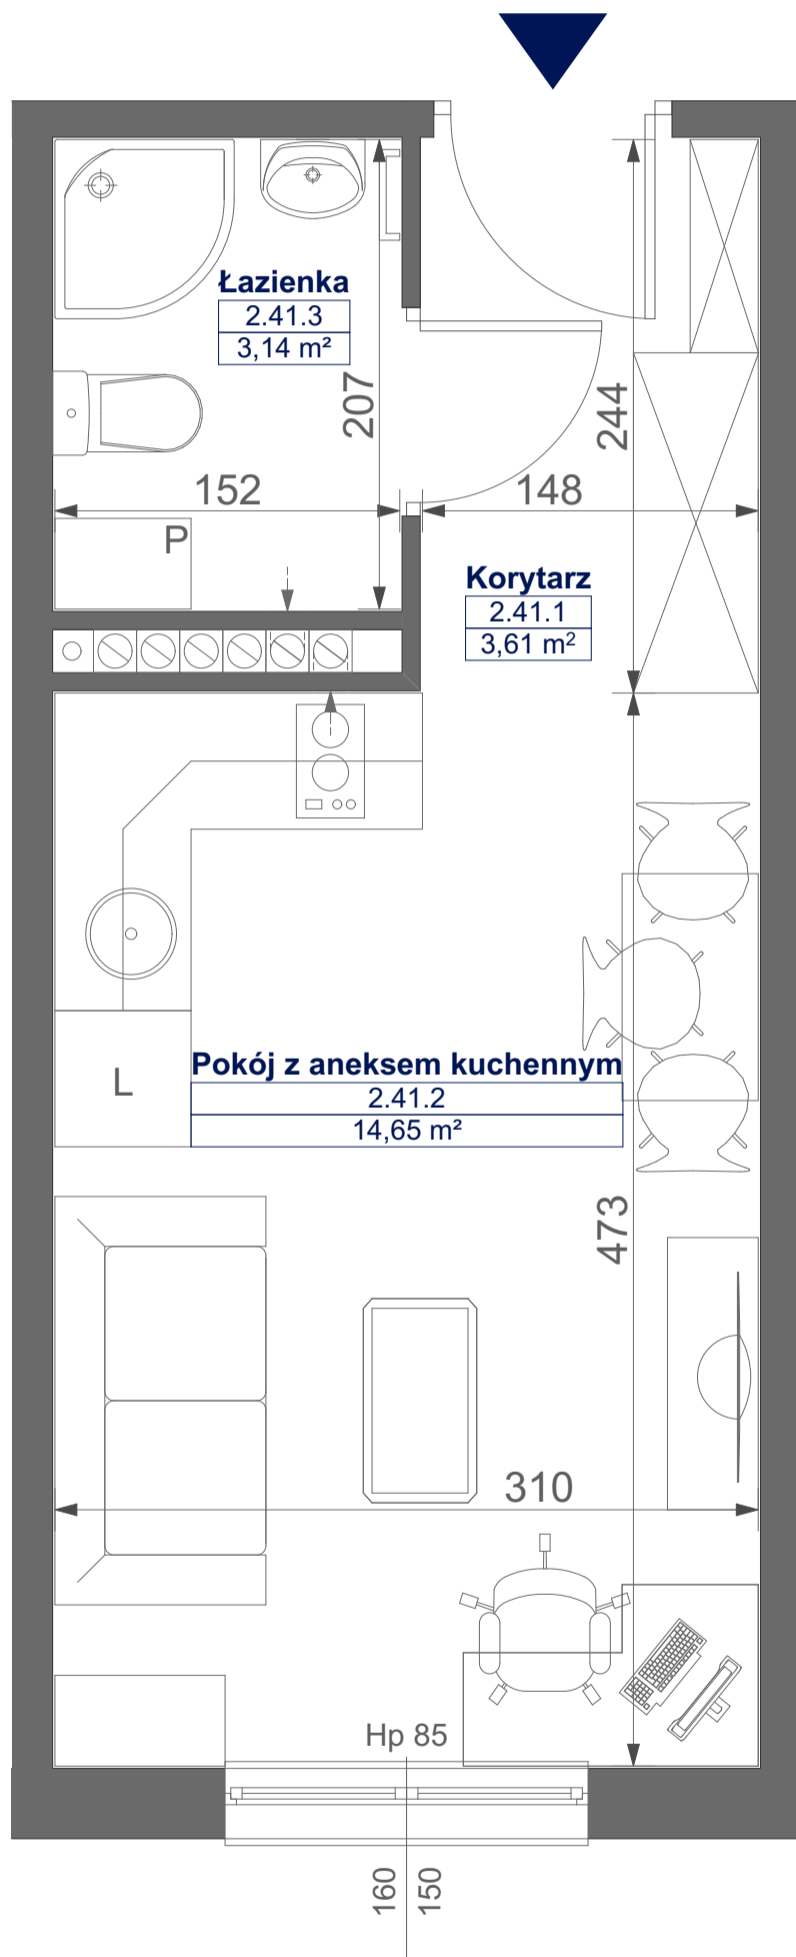 Łazienka
2.41.3
3,14 m²
207
244
152
148
P
Korytarz
2.41.1
3,61 m²
Pokój z aneksem kuchennym
2.41.2
14,65 m²
L
473
310
Hp 85
160
150